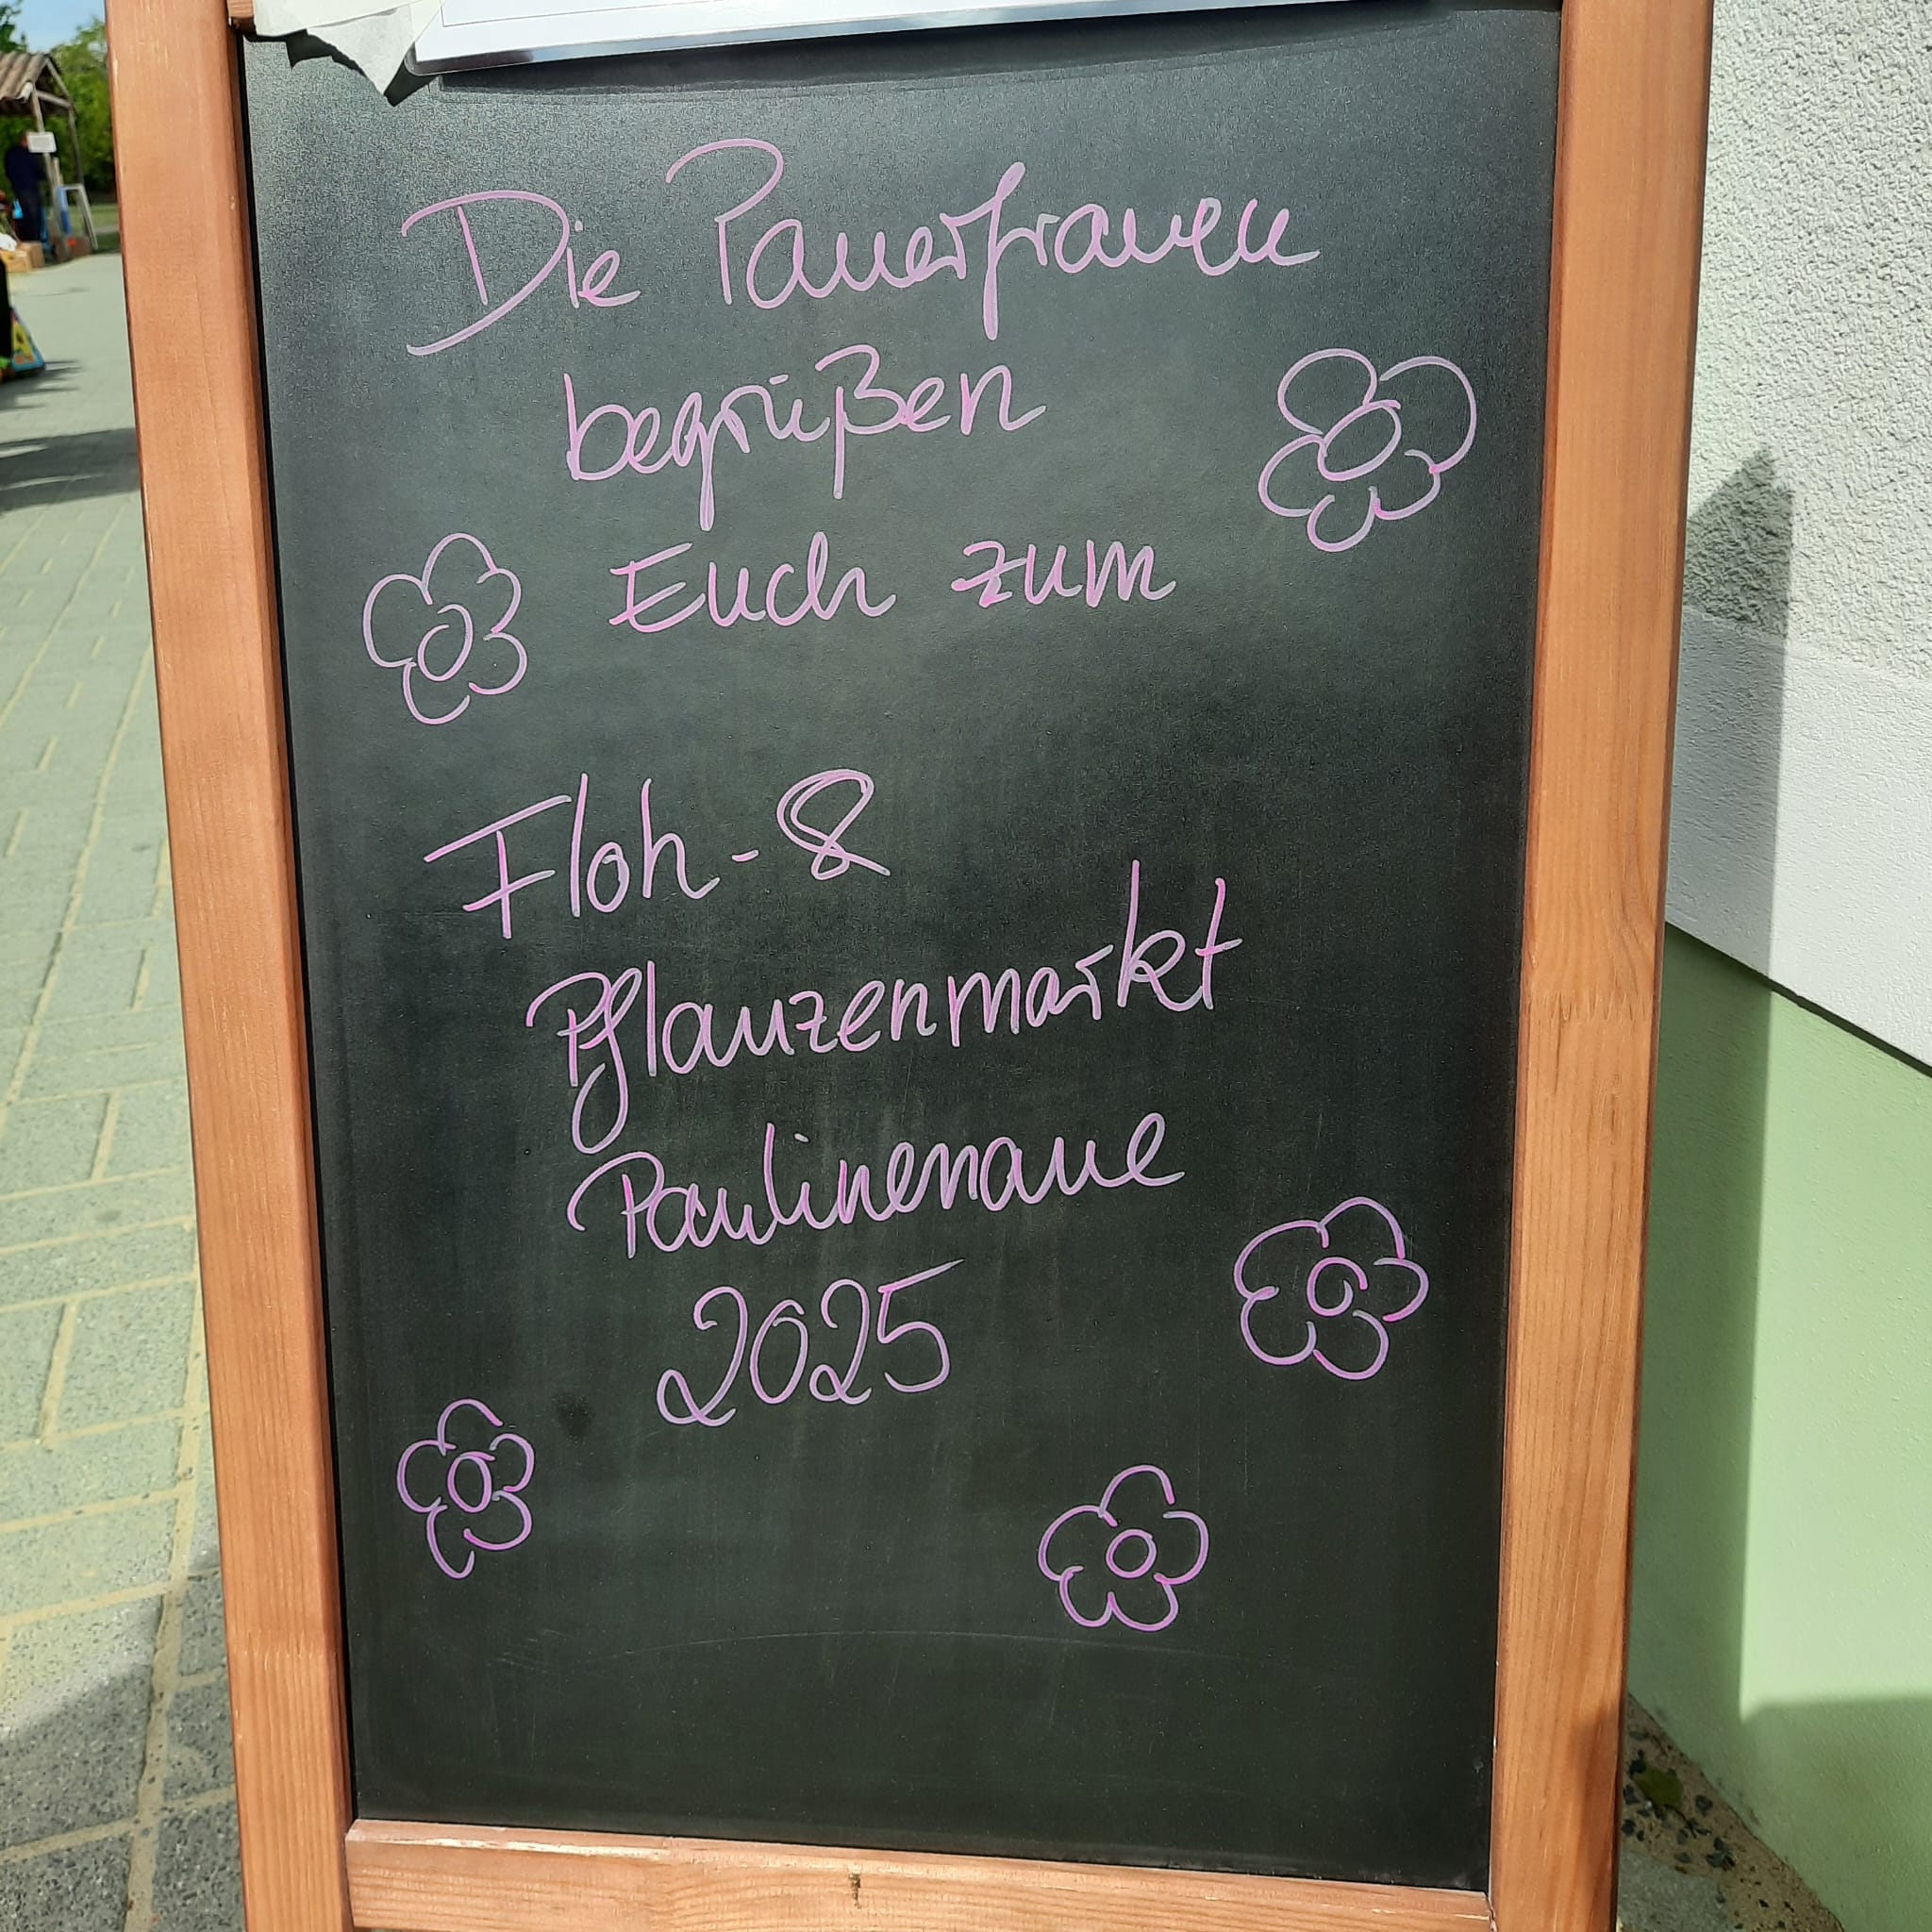 Die Pauerfrauen
begrüßen
Euch zum
Floh- &
Pflanzenmarkt
Paulinenaue
2025